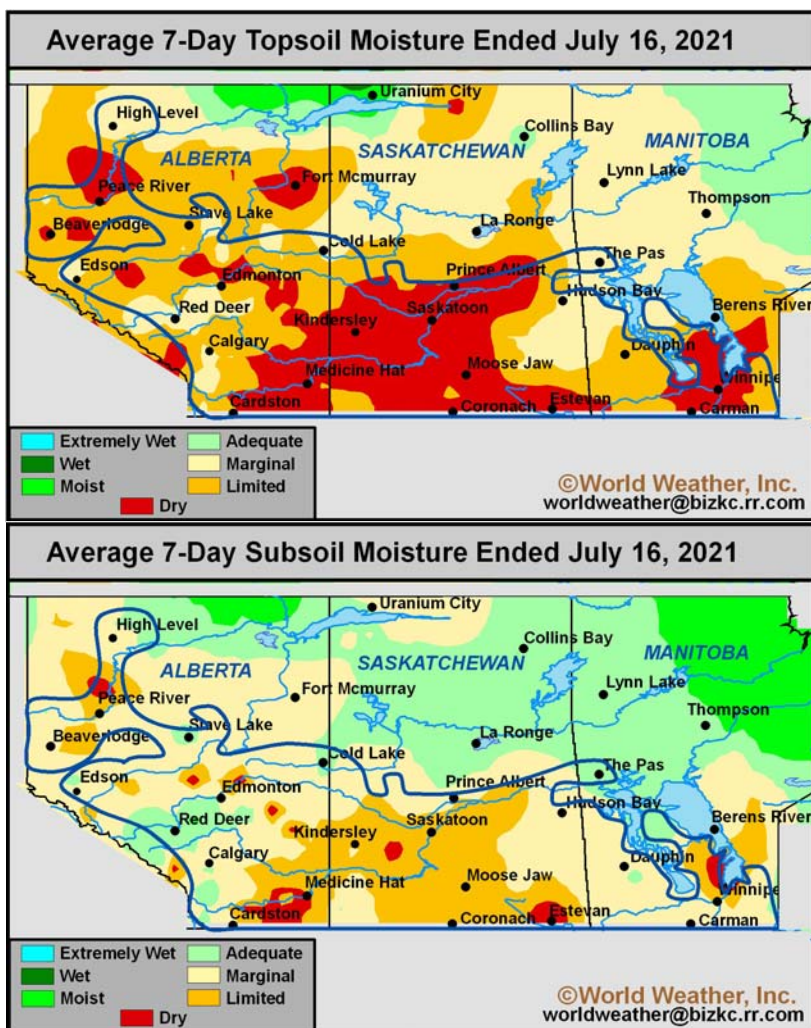 Average 7-Day Topsoil Moisture Ended July 16, 2021
Uranium City
High Level
Collins Bay
ALBERTA
SASKATCHEWAN
MANITOBA
Peace River
Fort Mcmurray
Lynn Lake
Thompson
Beaverlodge
Slave Lake
La Ronge
Cold Lake
The Pas
Edson
Edmonton
Prince Albert
Hudson Bay
Red Deer
Saskatoon
Berens River
Kindersley
Calgary
Dauphin
Medicine Hat
Moose Jaw
Winnipe
Cardston
Coronach
Estevan
Carman
Extremely Wet
Adequate
Wet
Marginal
Moist
Limited
Dry
©World Weather, Inc.
worldweather@bizkc.rr.com
Average 7-Day Subsoil Moisture Ended July 16, 2021
Uranium City
High Level
Collins Bay
ALBERTA
SASKATCHEWAN
MANITOBA
Fort Mcmurray
Lynn Lake
Peace River
Thompson
Slave Lake
La Ronge
Beaverlodge
Cold Lake
The Pas
Edson
Edmonton
Prince Albert
Hudson Bay
Red Deer
Saskatoon
Berens River
Kindersley
Calgary
Dauphin
Medicine Hat
Moose Jaw
Winnipe
Cardston
Coronach
Estevan
Carman
Extremely Wet
Adequate
Wet
Marginal
Moist
Limited
Dry
©World Weather, Inc.
worldweather@bizkc.rr.com